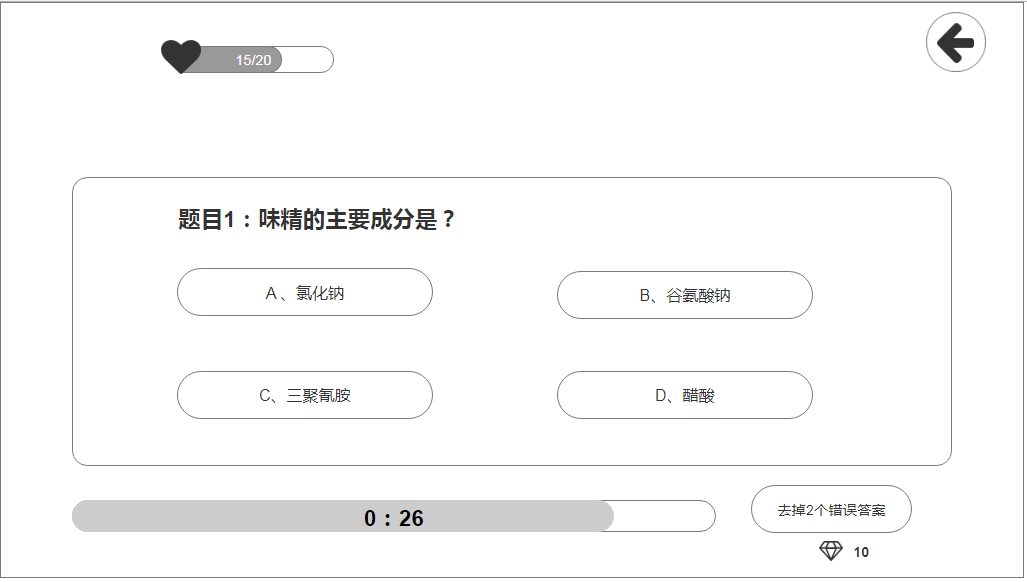 15/20
题目1：味精的主要成分是？
A 、氯化钠
B、谷氨酸钠
C、三聚氰胺
D、醋酸
0：26
去掉2个错误答案
10